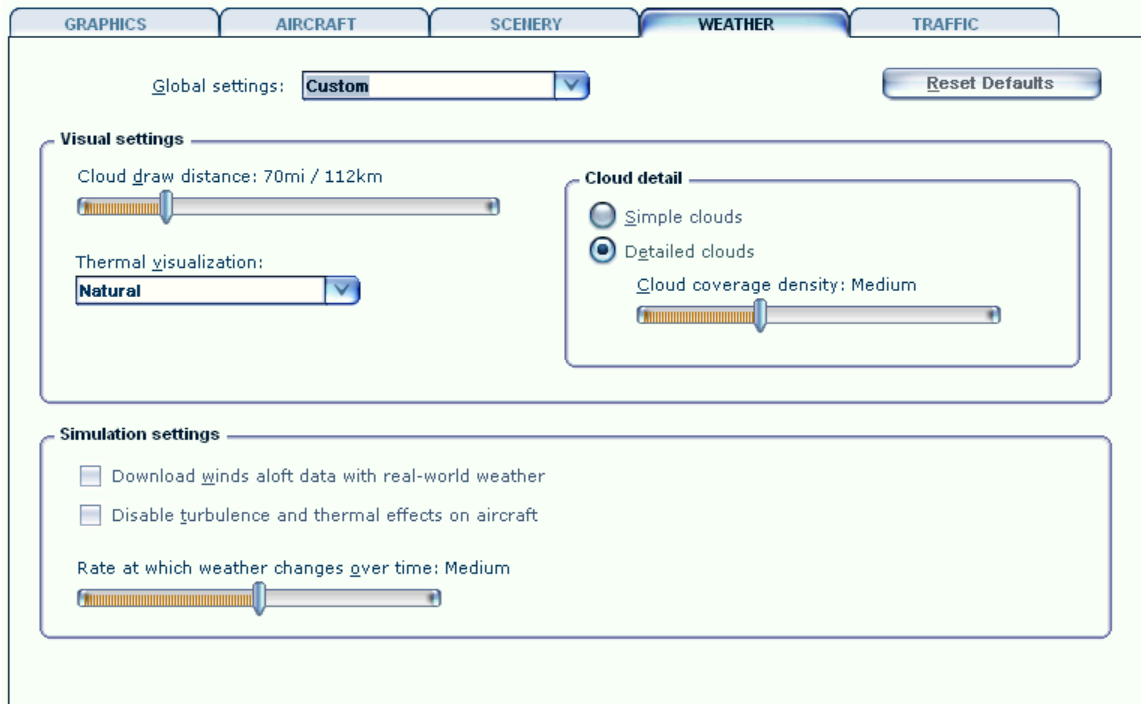 GRAPHICS AIRCRAFT SCENERY WEATHER TRAFFIC
Global settings: Custom Reset Defaults
Visual settings
Cloud draw distance: 70mi / 112km
Thermal visualization:
Natural
Cloud detail
Simple clouds
Detailed clouds
Cloud coverage density: Medium
Simulation settings
Download winds aloft data with real-world weather
Disable turbulence and thermal effects on aircraft
Rate at which weather changes over time: Medium